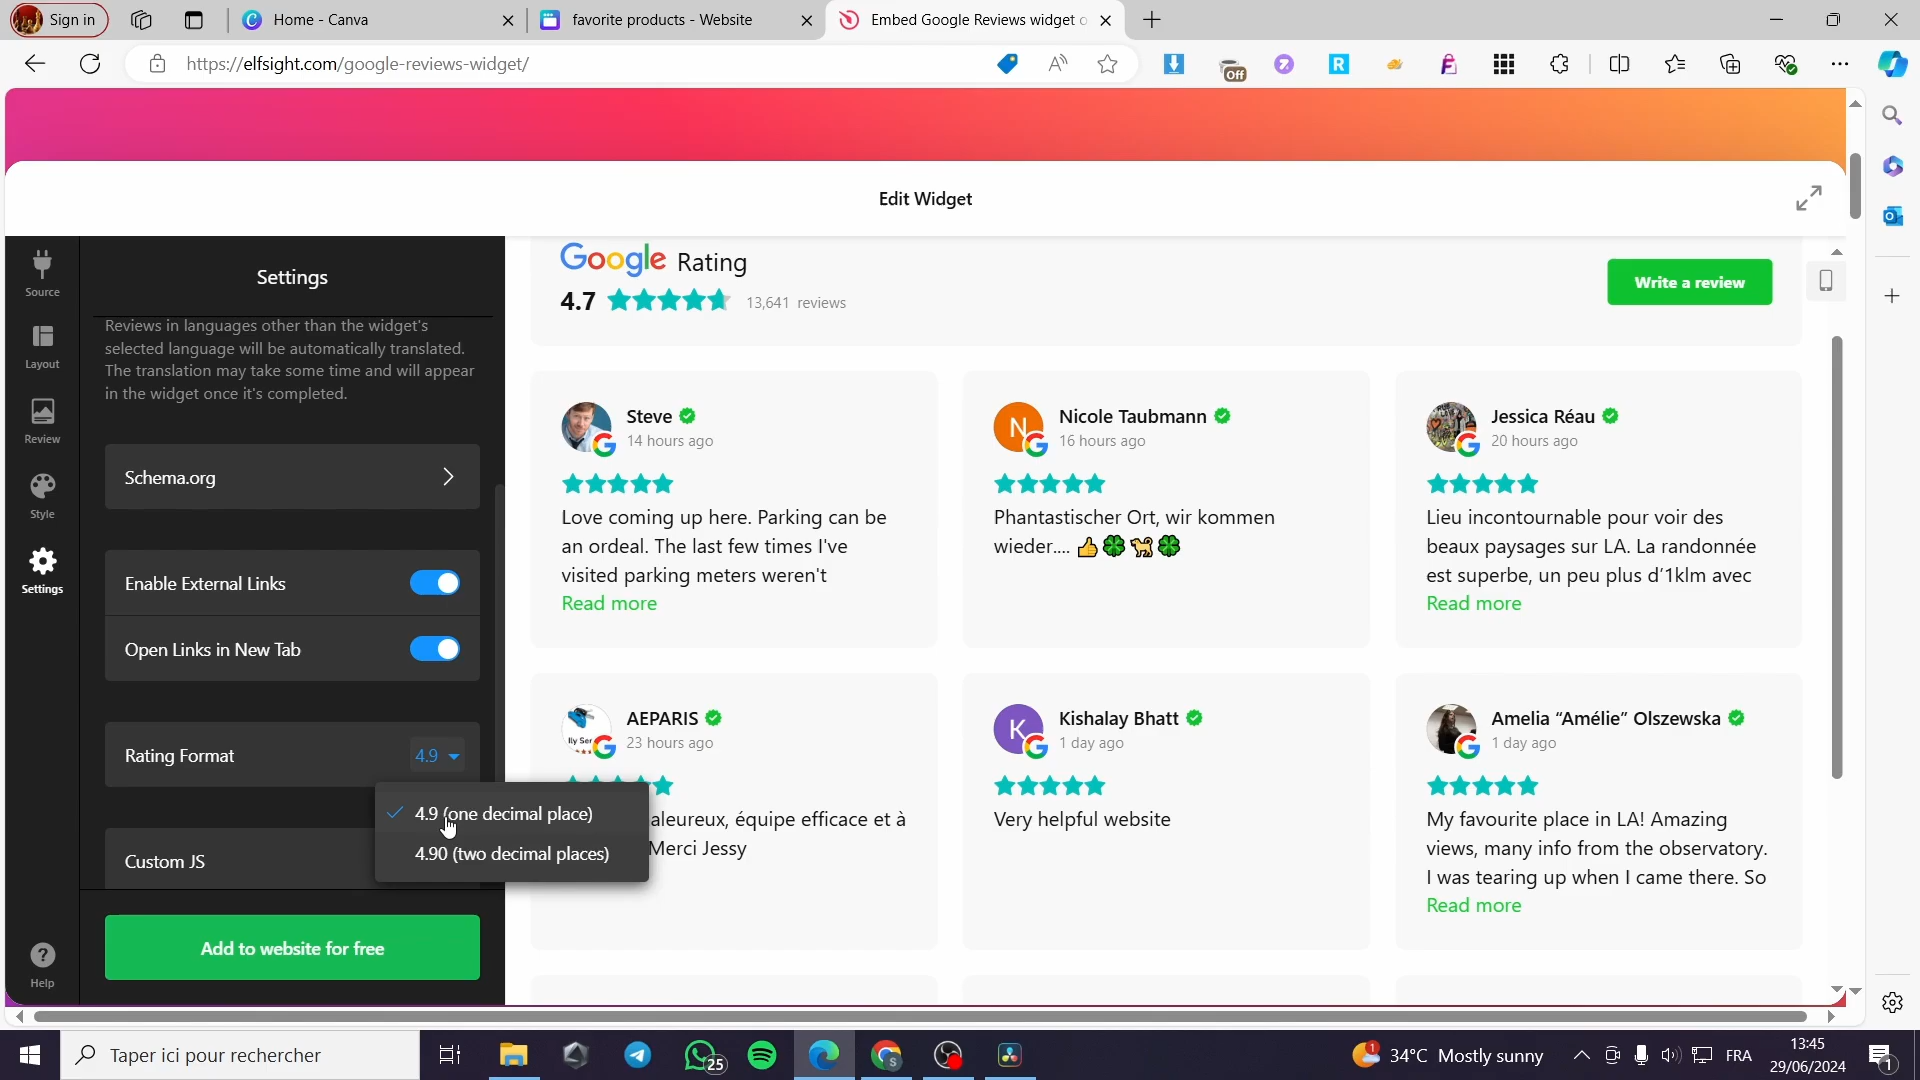 Sign in
Home - Canva
favorite products - Website
Embed Google Reviews widget o
https://elfsight.com/google-reviews-widget/
Off
Edit Widget
Source
Layout
Review
Style
Settings
Help
Settings
Reviews in languages other than the widget's
selected language will be automatically translated.
The translation may take some time and will appear
in the widget once it's completed.
Schema.org
Enable External Links
Open Links in New Tab
Rating Format
4.9
4.9 (one decimal place)
4.90 (two decimal places)
Custom JS
Add to website for free
Google Rating
4.7
13,641 reviews
Write a review
Steve
14 hours ago
Love coming up here. Parking can be
an ordeal. The last few times I've
visited parking meters weren't
Read more
N
Nicole Taubmann
16 hours ago
Phantastischer Ort, wir kommen
wieder.... 👍🍀🐕🍀
Jessica Réau
20 hours ago
Lieu incontournable pour voir des
beaux paysages sur LA. La randonnée
est superbe, un peu plus d'1klm avec
Read more
AEPARIS
23 hours ago
aleureux, équipe efficace et à
Merci Jessy
K
Kishalay Bhatt
1 day ago
Very helpful website
Amelia “Amélie” Olszewska
1 day ago
My favourite place in LA! Amazing
views, many info from the observatory.
I was tearing up when I came there. So
Read more
Taper ici pour rechercher
25
1
34°C Mostly sunny
FRA
13:45
29/06/2024
1